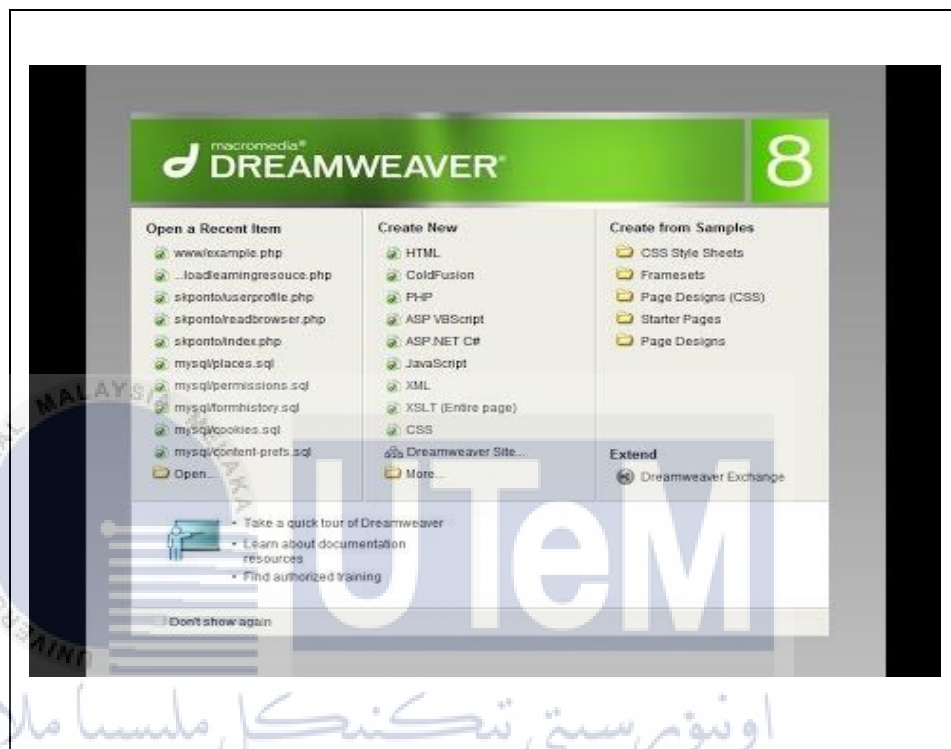 macromedia®
DREAMWEAVER®
8
Open a Recent Item
www/example.php
...loadlearningresouce.php
skponto/userprofile.php
skponto/readbrowser.php
skponto/index.php
mysql/places.sql
mysql/permissions.sql
mysql/formhistory.sql
mysql/cookies.sql
mysql/content-prefs.sql
Open...
Create New
HTML
ColdFusion
PHP
ASP VBScript
ASP.NET C#
JavaScript
XML
XSLT (Entire page)
CSS
Dreamweaver Site...
More...
Create from Samples
CSS Style Sheets
Framesets
Page Designs (CSS)
Starter Pages
Page Designs
Extend
Dreamweaver Exchange
• Take a quick tour of Dreamweaver
• Learn about documentation
resources
• Find authorized training
Don't show again
MALAYSIA
UTeM
اونيۏرسيتي تيكنيكل مليسيا ملا